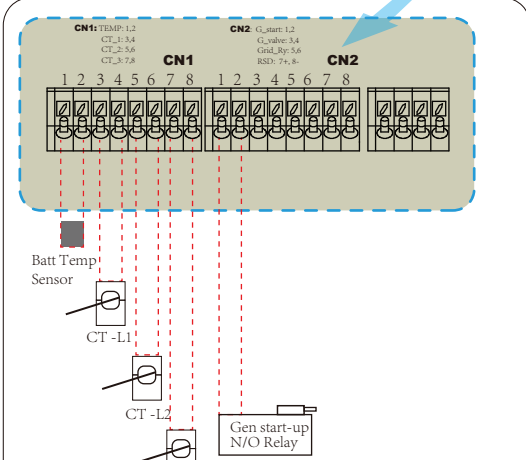 CN1: TEMP: 1,2
CT_1: 3,4
CT_2: 5,6
CT_3: 7,8
CN1
CN2: G_start: 1,2
G_valve: 3,4
Grid_Ry: 5,6
RSD: 7+, 8-
CN2
1 2 3 4 5 6 7 8
1 2 3 4 5 6 7 8
Batt Temp
Sensor
CT -L1
CT -L2
Gen start-up
N/O Relay